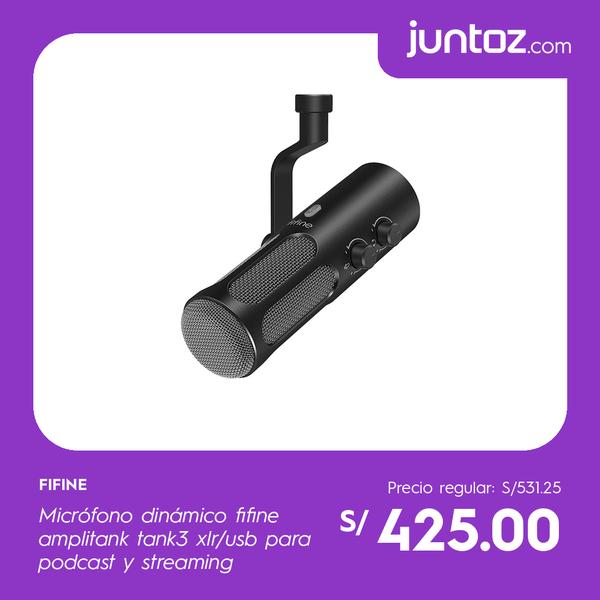 juntoz.com
fifine
FIFINE
Micrófono dinámico fifine
amplitank tank3 xlr/usb para
podcast y streaming
Precio regular: S/531.25
S/ 425.00